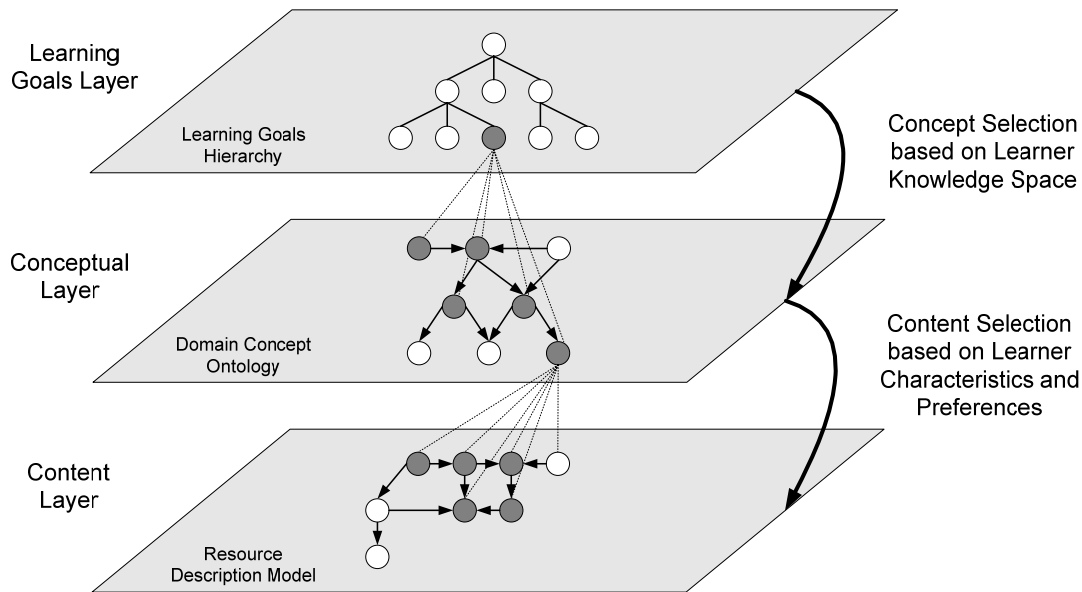 Learning
Goals Layer
Learning Goals
Hierarchy
Concept Selection
based on Learner
Knowledge Space
Conceptual
Layer
Domain Concept
Ontology
Content Selection
based on Learner
Characteristics and
Preferences
Content
Layer
Resource
Description Model